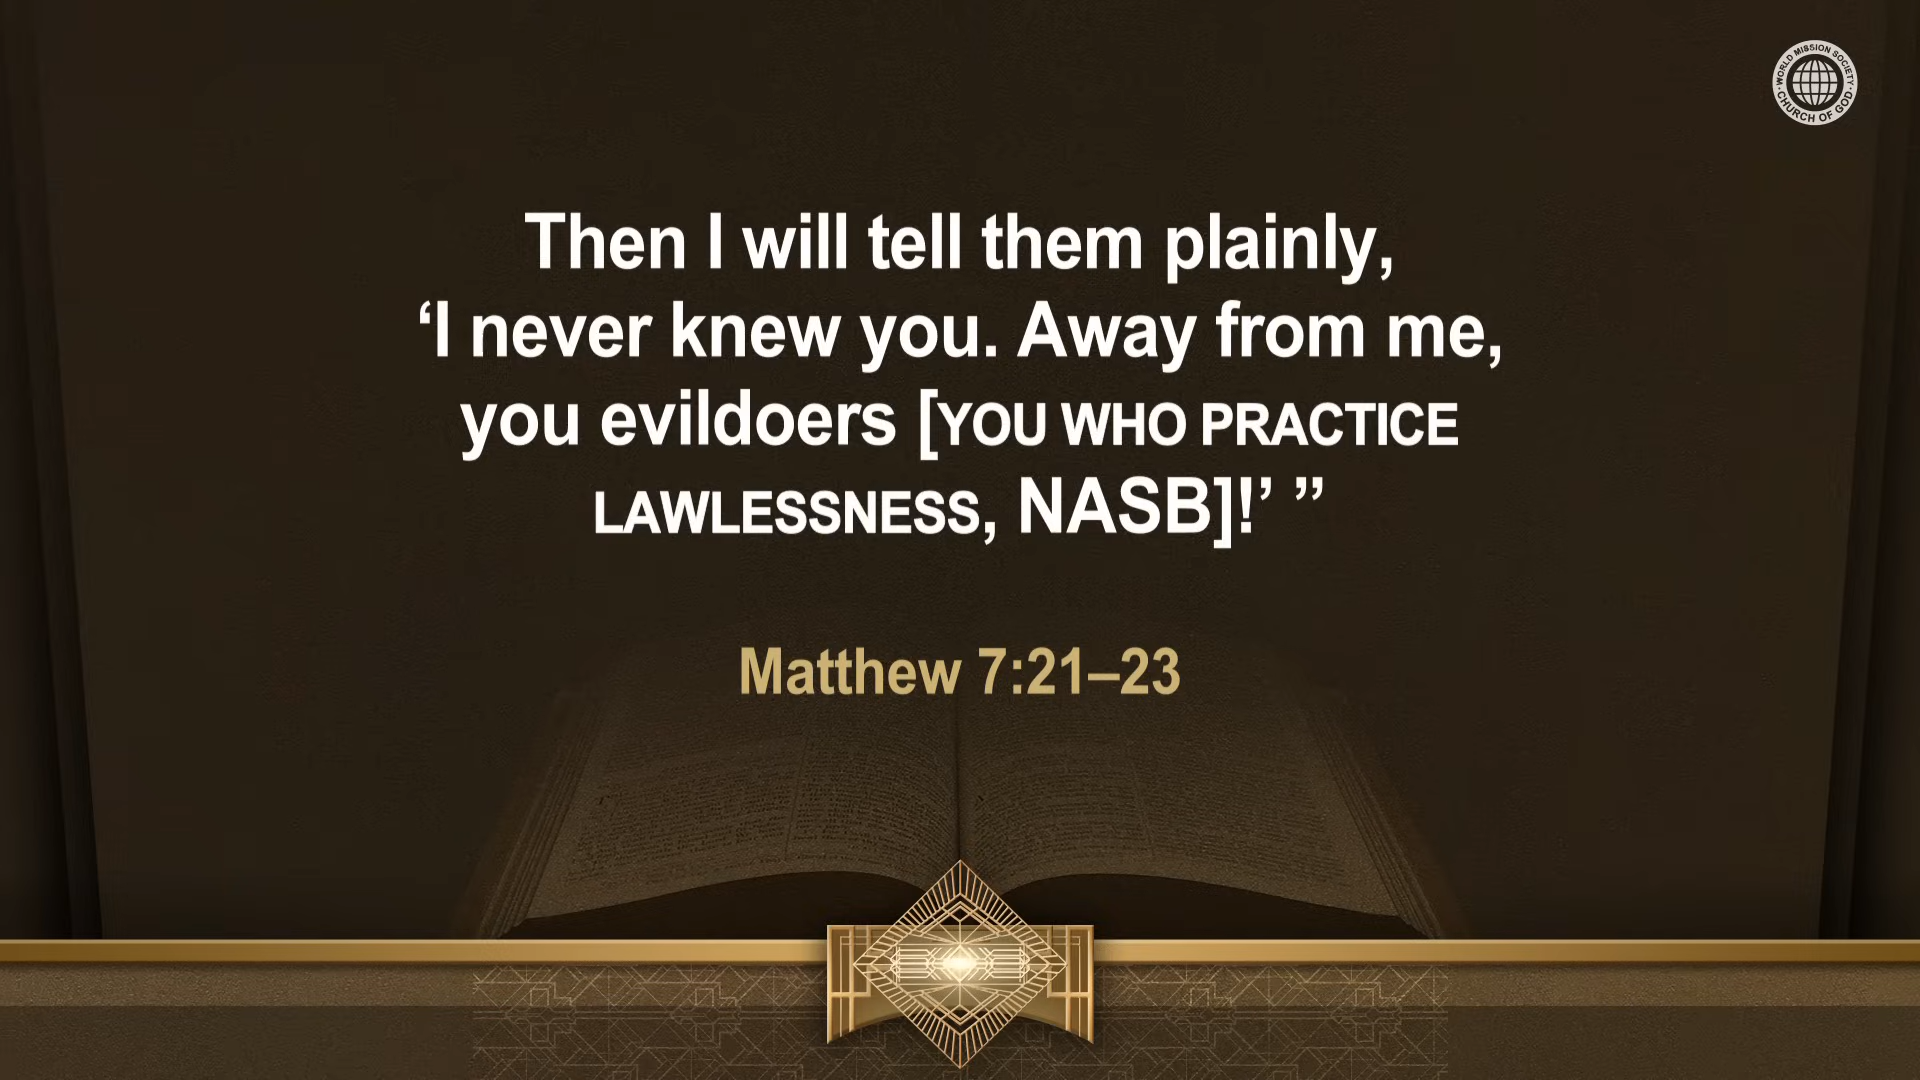 WORLD MISSION SOCIETY
CHURCH OF GOD
Then I will tell them plainly,
‘I never knew you. Away from me,
you evildoers [YOU WHO PRACTICE
LAWLESSNESS, NASB]!’ ”
Matthew 7:21–23